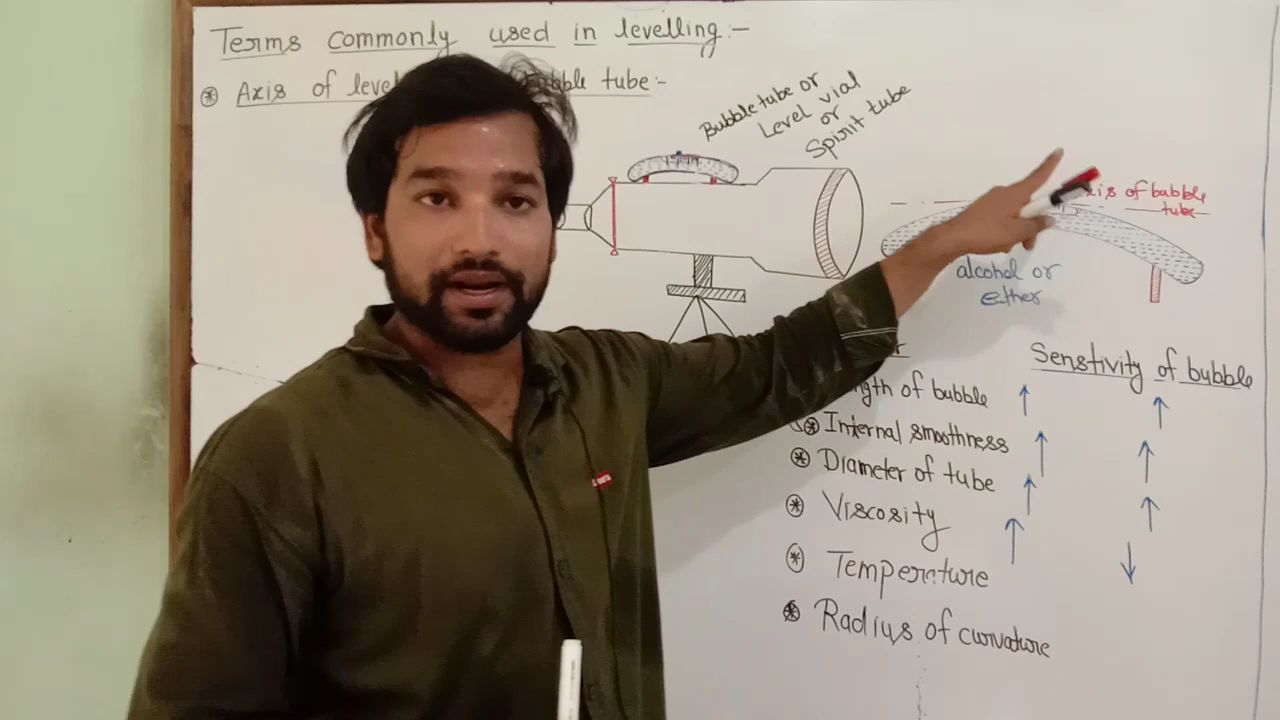 Terms commonly used in levelling :-
⊛ Axis of leve bble tube :-
Bubble tube or
Level vial
or
Spirit tube
xis of bubble
tube
alcohol or
ether
Senstivity of bubble
ngth of bubble ↑ ↑
⊛ Internal smoothness ↑ ↑
⊛ Diameter of tube ↑ ↑
⊛ Viscosity ↑ ↓
⊛ Temperature
⊛ Radius of curvature